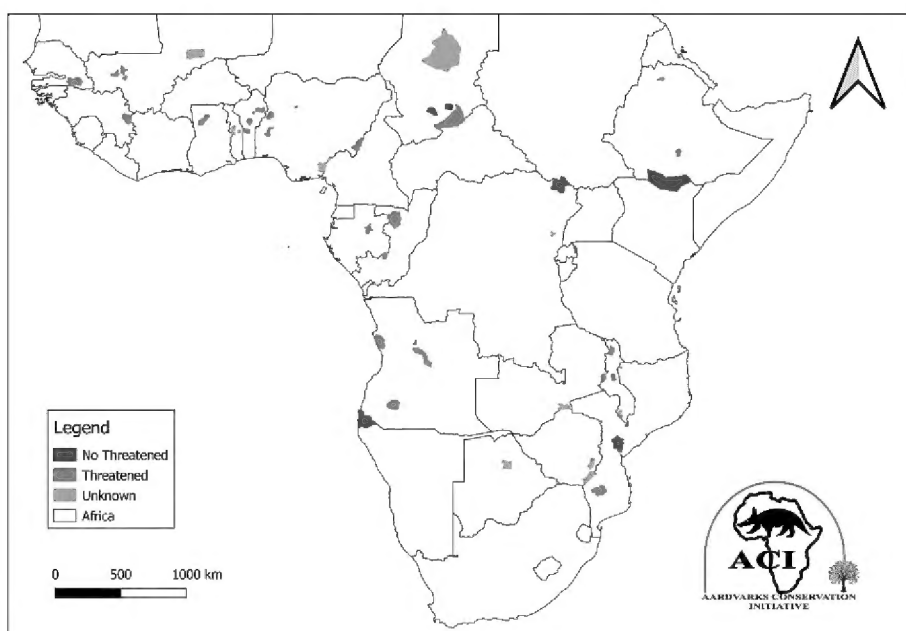 Legend
No Threatened
Threatened
Unknown
Africa
0 500 1000 km
ACI
AARDVARKS CONSERVATION
INITIATIVE